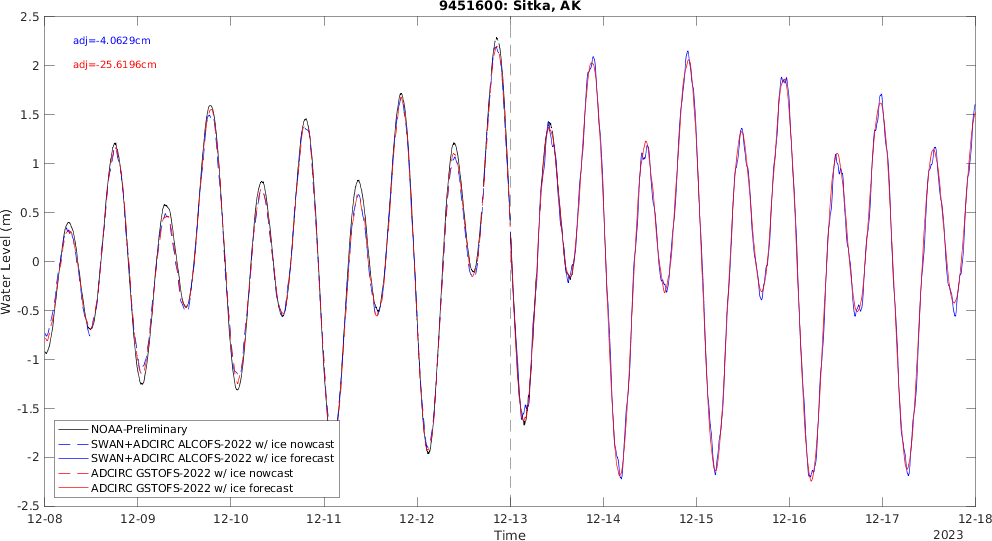 9451600: Sitka, AK
adj=-4.0629cm
adj=-25.6196cm
2.5
2
1.5
1
0.5
0
-0.5
-1
-1.5
-2
-2.5
Water Level (m)
NOAA-Preliminary
SWAN+ADCIRC ALCOFS-2022 w/ ice nowcast
SWAN+ADCIRC ALCOFS-2022 w/ ice forecast
ADCIRC GSTOFS-2022 w/ ice nowcast
ADCIRC GSTOFS-2022 w/ ice forecast
12-08 12-09 12-10 12-11 12-12 12-13 12-14 12-15 12-16 12-17 12-18
Time
2023